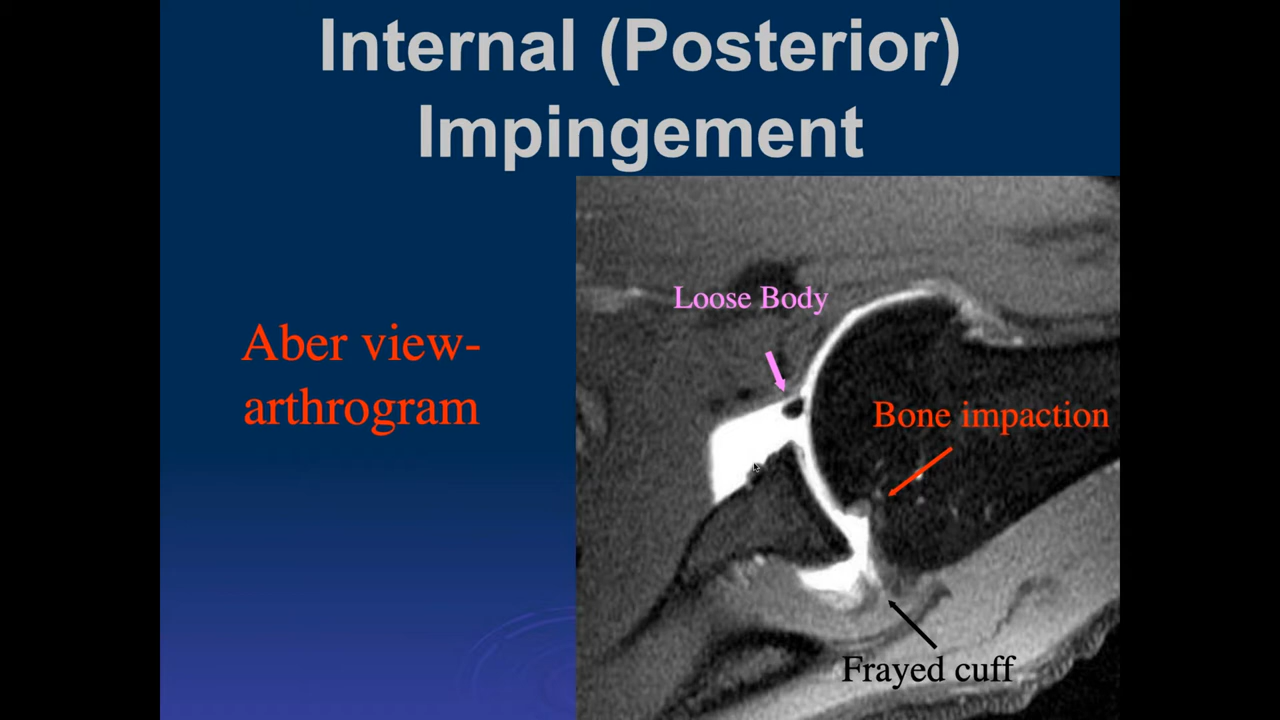 Internal (Posterior)
Impingement
Aber view-
arthrogram
Loose Body
Bone impaction
Frayed cuff